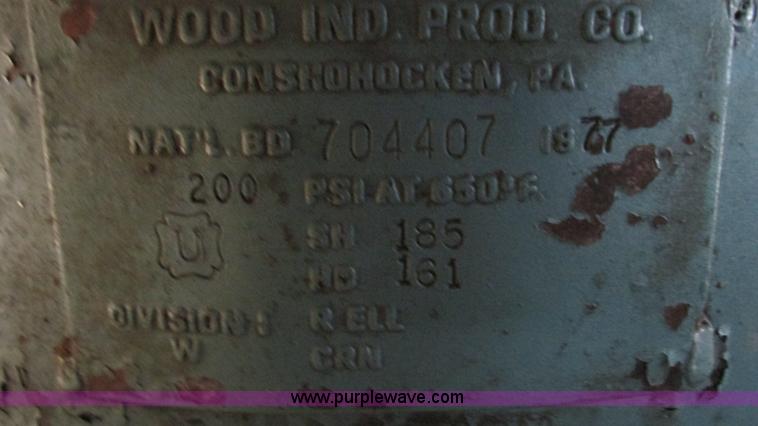 WOOD IND. PROD. CO.
CONSHOHOCKEN, PA.
NAT'L. BD 704407 1977
200 PSI AT 650°F.
U SH 185
HD 161
DIVISION 1 R ELL
W CRN
www.purplewave.com